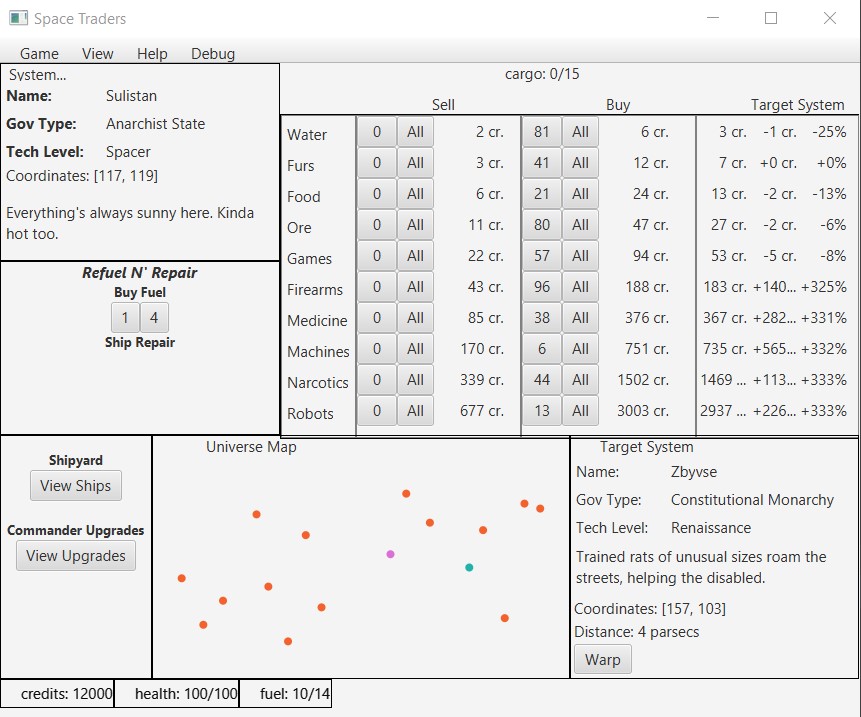 Space Traders
Game View Help Debug
System...
Name: Sulistan
Gov Type: Anarchist State
Tech Level: Spacer
Coordinates: [117, 119]
Everything's always sunny here. Kinda
hot too.
Refuel N' Repair
Buy Fuel
1 4
Ship Repair
cargo: 0/15
Sell Buy Target System
Water 0 All 2 cr. 81 All 6 cr. 3 cr. -1 cr. -25%
Furs 0 All 3 cr. 41 All 12 cr. 7 cr. +0 cr. +0%
Food 0 All 6 cr. 21 All 24 cr. 13 cr. -2 cr. -13%
Ore 0 All 11 cr. 80 All 47 cr. 27 cr. -2 cr. -6%
Games 0 All 22 cr. 57 All 94 cr. 53 cr. -5 cr. -8%
Firearms 0 All 43 cr. 96 All 188 cr. 183 cr. +140... +325%
Medicine 0 All 85 cr. 38 All 376 cr. 367 cr. +282... +331%
Machines 0 All 170 cr. 6 All 751 cr. 735 cr. +565... +332%
Narcotics 0 All 339 cr. 44 All 1502 cr. 1469 ... +113... +333%
Robots 0 All 677 cr. 13 All 3003 cr. 2937 ... +226... +333%
Shipyard
View Ships
Commander Upgrades
View Upgrades
Universe Map
Target System
Name: Zbyvse
Gov Type: Constitutional Monarchy
Tech Level: Renaissance
Trained rats of unusual sizes roam the
streets, helping the disabled.
Coordinates: [157, 103]
Distance: 4 parsecs
Warp
credits: 12000 health: 100/100 fuel: 10/14